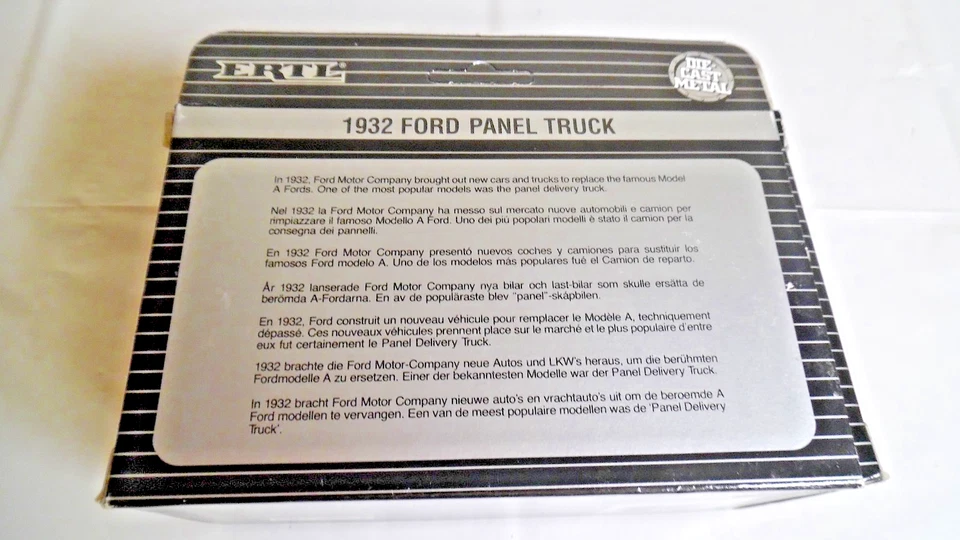 ERTL®
DIE-
CAST
METAL
1932 FORD PANEL TRUCK
In 1932, Ford Motor Company brought out new cars and trucks to replace the famous Model
A Fords. One of the most popular models was the panel delivery truck.
Nel 1932 la Ford Motor Company ha messo sul mercato nuove automobili e camion per
rimpiazzare il famoso Modello A Ford. Uno dei più popolari modelli è stato il camion per la
consegna dei pannelli.
En 1932 Ford Motor Company presentó nuevos coches y camiones para sustituir los
famosos Ford modelo A. Uno de los modelos más populares fué el Camion de reparto.
År 1932 lanserade Ford Motor Company nya bilar och last-bilar som skulle ersätta de
berömda A-Fordarna. En av de populäraste blev "panel"-skåpbilen.
En 1932, Ford construit un nouveau véhicule pour remplacer le Modèle A, techniquement
dépassé. Ces nouveaux véhicules prennent place sur le marché et le plus populaire d'entre
eux fut certainement le Panel Delivery Truck.
1932 brachte die Ford Motor-Company neue Autos und LKW's heraus, um die berühmten
Fordmodelle A zu ersetzen. Einer der bekanntesten Modelle war der Panel Delivery Truck.
In 1932 bracht Ford Motor Company nieuwe auto's en vrachtauto's uit om de beroemde A
Ford modellen te vervangen. Een van de meest populaire modellen was de 'Panel Delivery
Truck'.